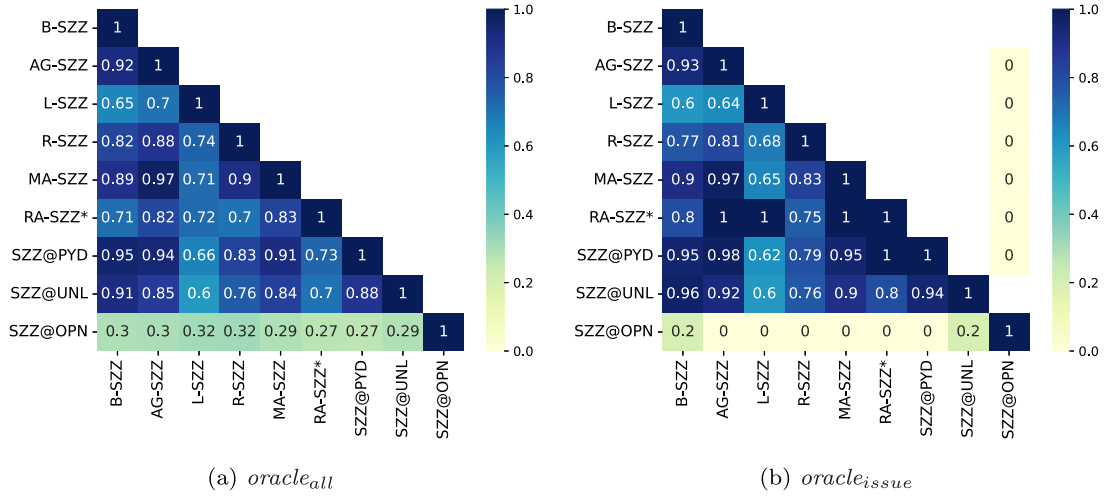 B-SZZ 1
AG-SZZ 0.92 1
L-SZZ 0.65 0.7 1
R-SZZ 0.82 0.88 0.74 1
MA-SZZ 0.89 0.97 0.71 0.9 1
RA-SZZ* 0.71 0.82 0.72 0.7 0.83 1
SZZ@PYD 0.95 0.94 0.66 0.83 0.91 0.73 1
SZZ@UNL 0.91 0.85 0.6 0.76 0.84 0.7 0.88 1
SZZ@OPN 0.3 0.3 0.32 0.32 0.29 0.27 0.27 0.29 1
B-SZZ
AG-SZZ
L-SZZ
R-SZZ
MA-SZZ
RA-SZZ*
SZZ@PYD
SZZ@UNL
SZZ@OPN
1.0
0.8
0.6
0.4
0.2
0.0
(a) oracle_all
B-SZZ 1
AG-SZZ 0.93 1 0
L-SZZ 0.6 0.64 1 0
R-SZZ 0.77 0.81 0.68 1 0
MA-SZZ 0.9 0.97 0.65 0.83 1 0
RA-SZZ* 0.8 1 1 0.75 1 1 0
SZZ@PYD 0.95 0.98 0.62 0.79 0.95 1 1 0
SZZ@UNL 0.96 0.92 0.6 0.76 0.9 0.8 0.94 1
SZZ@OPN 0.2 0 0 0 0 0 0 0.2 1
B-SZZ
AG-SZZ
L-SZZ
R-SZZ
MA-SZZ
RA-SZZ*
SZZ@PYD
SZZ@UNL
SZZ@OPN
1.0
0.8
0.6
0.4
0.2
0.0
(b) oracle_issue